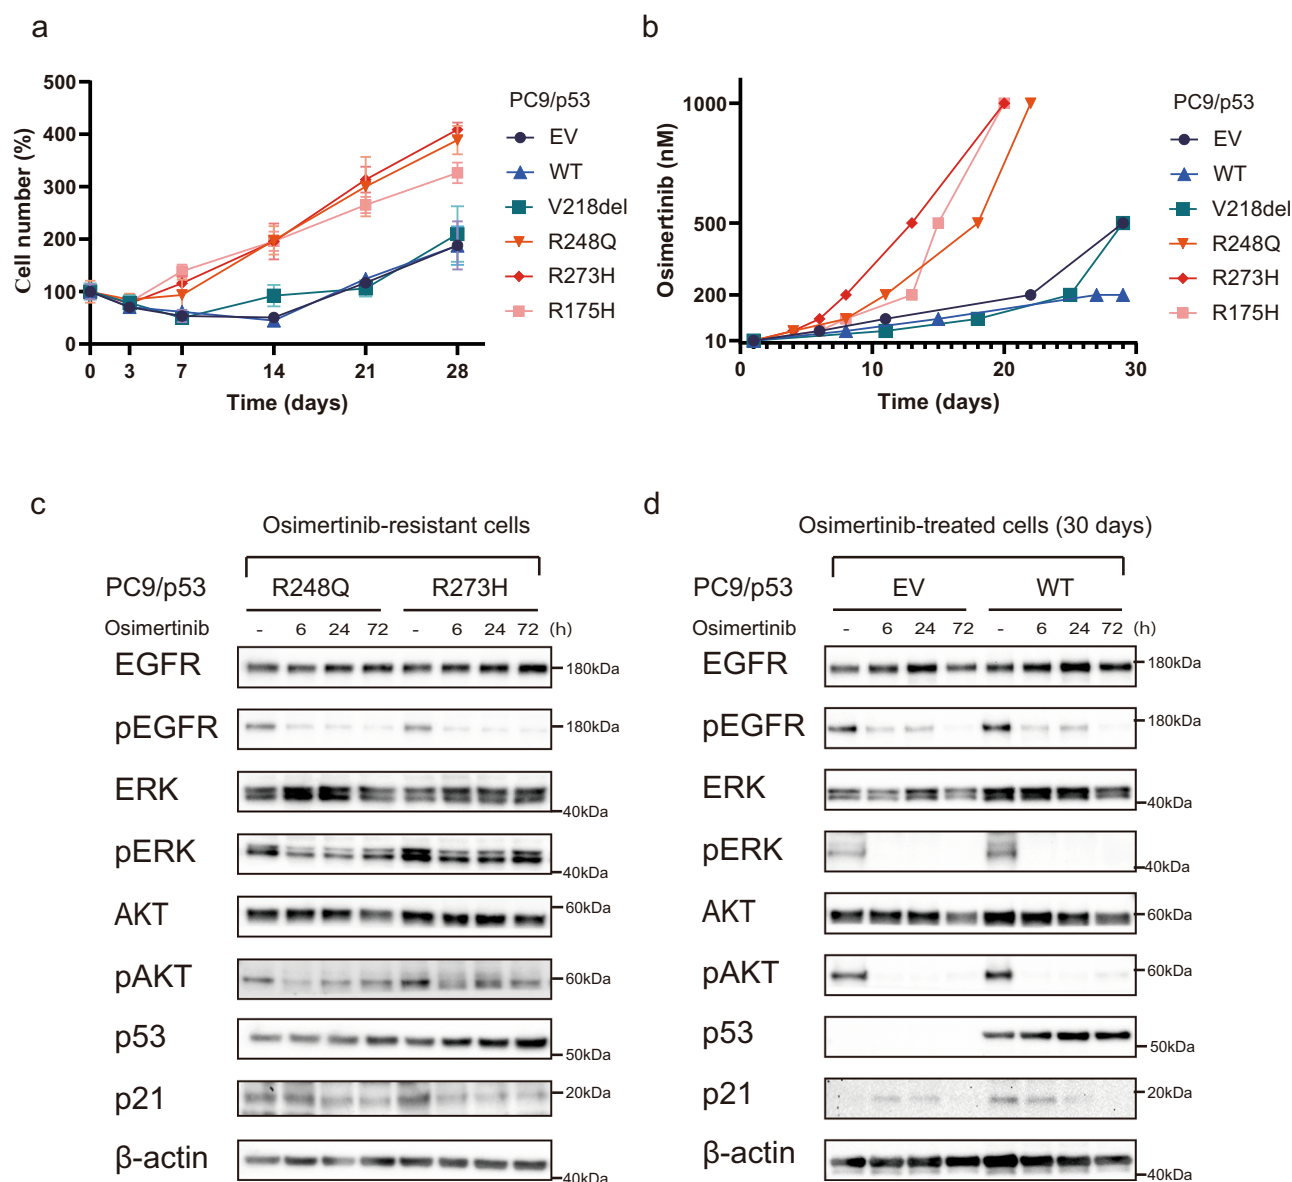 a
Cell number (%)
500
400
300
200
100
0
0 3 7 14 21 28
Time (days)
PC9/p53
EV
WT
V218del
R248Q
R273H
R175H
b
Osimertinib (nM)
1000
500
200
10
0 10 20 30
Time (days)
PC9/p53
EV
WT
V218del
R248Q
R273H
R175H
c
Osimertinib-resistant cells
PC9/p53 R248Q R273H
Osimertinib - 6 24 72 - 6 24 72 (h)
EGFR 180kDa
pEGFR 180kDa
ERK 40kDa
pERK 40kDa
AKT 60kDa
pAKT 60kDa
p53 50kDa
p21 20kDa
β-actin 40kDa
d
Osimertinib-treated cells (30 days)
PC9/p53 EV WT
Osimertinib - 6 24 72 - 6 24 72 (h)
EGFR 180kDa
pEGFR 180kDa
ERK 40kDa
pERK 40kDa
AKT 60kDa
pAKT 60kDa
p53 50kDa
p21 20kDa
β-actin 40kDa